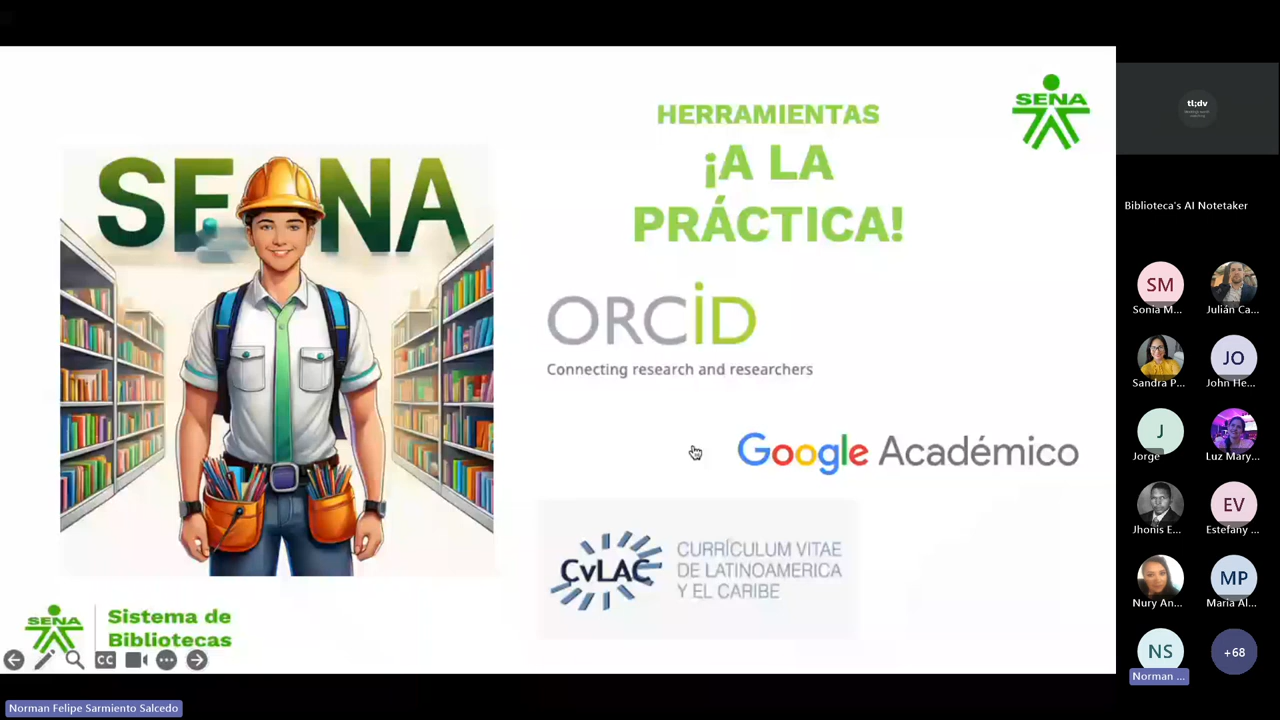 SENA
HERRAMIENTAS
¡A LA
PRÁCTICA!
SENA
ORCiD
Connecting research and researchers
Google Académico
CvLAC
CURRÍCULUM VITAE
DE LATINOAMERICA
Y EL CARIBE
SENA
Sistema de
Bibliotecas
CC
Norman Felipe Sarmiento Salcedo
tl;dv
Biblioteca's AI Notetaker
SM
Sonia M...
Julián Ca...
Sandra P...
JO
John He...
J
Jorge
Luz Mary...
Jhonis E...
EV
Estefany ...
Nury An...
MP
Maria Al...
NS
Norman ...
+68